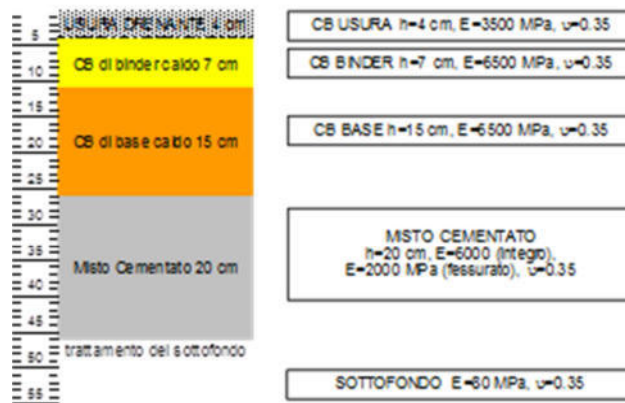 USURA DRENANTE 4 cm
CB di binder caldo 7 cm
CB di base caldo 15 cm
Misto Cementato 20 cm
trattamento del sottofondo
5
10
15
20
25
30
35
40
45
50
55
CB USURA h=4 cm, E=3500 MPa, υ=0.35
CB BINDER h=7 cm, E=6500 MPa, υ=0.35
CB BASE h=15 cm, E=6500 MPa, υ=0.35
MISTO CEMENTATO
h=20 cm, E=6000 (integro),
E=2000 MPa (fessurato), υ=0.35
SOTTOFONDO E=80 MPa, υ=0.35